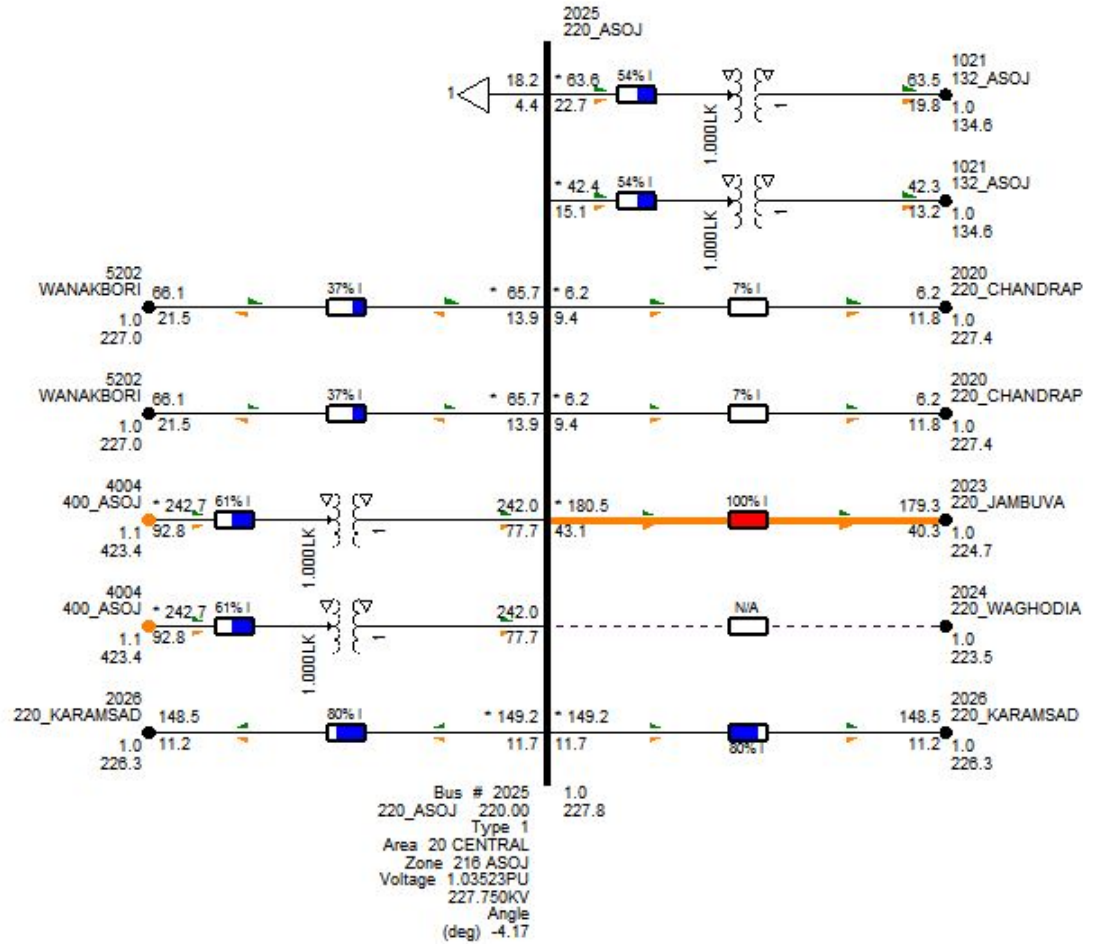 2025
220_ASOJ
1
18.2
4.4
* 63.6
22.7
54% I
1.000LK
1
63.5
19.8
1021
132_ASOJ
1.0
134.6
* 42.4
15.1
54% I
1.000LK
1
42.3
13.2
1021
132_ASOJ
1.0
134.6
5202
WANAKBORI
1.0
227.0
66.1
21.5
37% I
* 65.7
13.9
* 6.2
9.4
7% I
6.2
11.8
2020
220_CHANDRAP
1.0
227.4
5202
WANAKBORI
1.0
227.0
66.1
21.5
37% I
* 65.7
13.9
* 6.2
9.4
7% I
6.2
11.8
2020
220_CHANDRAP
1.0
227.4
4004
400_ASOJ
1.1
423.4
* 242.7
92.8
61% I
1.000LK
1
242.0
77.7
* 180.5
43.1
100% I
179.3
40.3
2023
220_JAMBUVA
1.0
224.7
4004
400_ASOJ
1.1
423.4
* 242.7
92.8
61% I
1.000LK
1
242.0
77.7
N/A
2024
220_WAGHODIA
1.0
223.5
2026
220_KARAMSAD
1.0
226.3
148.5
11.2
80% I
* 149.2
11.7
* 149.2
11.7
80% I
148.5
11.2
2026
220_KARAMSAD
1.0
226.3
Bus # 2025
220_ASOJ 220.00
Type 1
Area 20 CENTRAL
Zone 216 ASOJ
Voltage 1.03523PU
227.750KV
Angle
(deg) -4.17
1.0
227.8